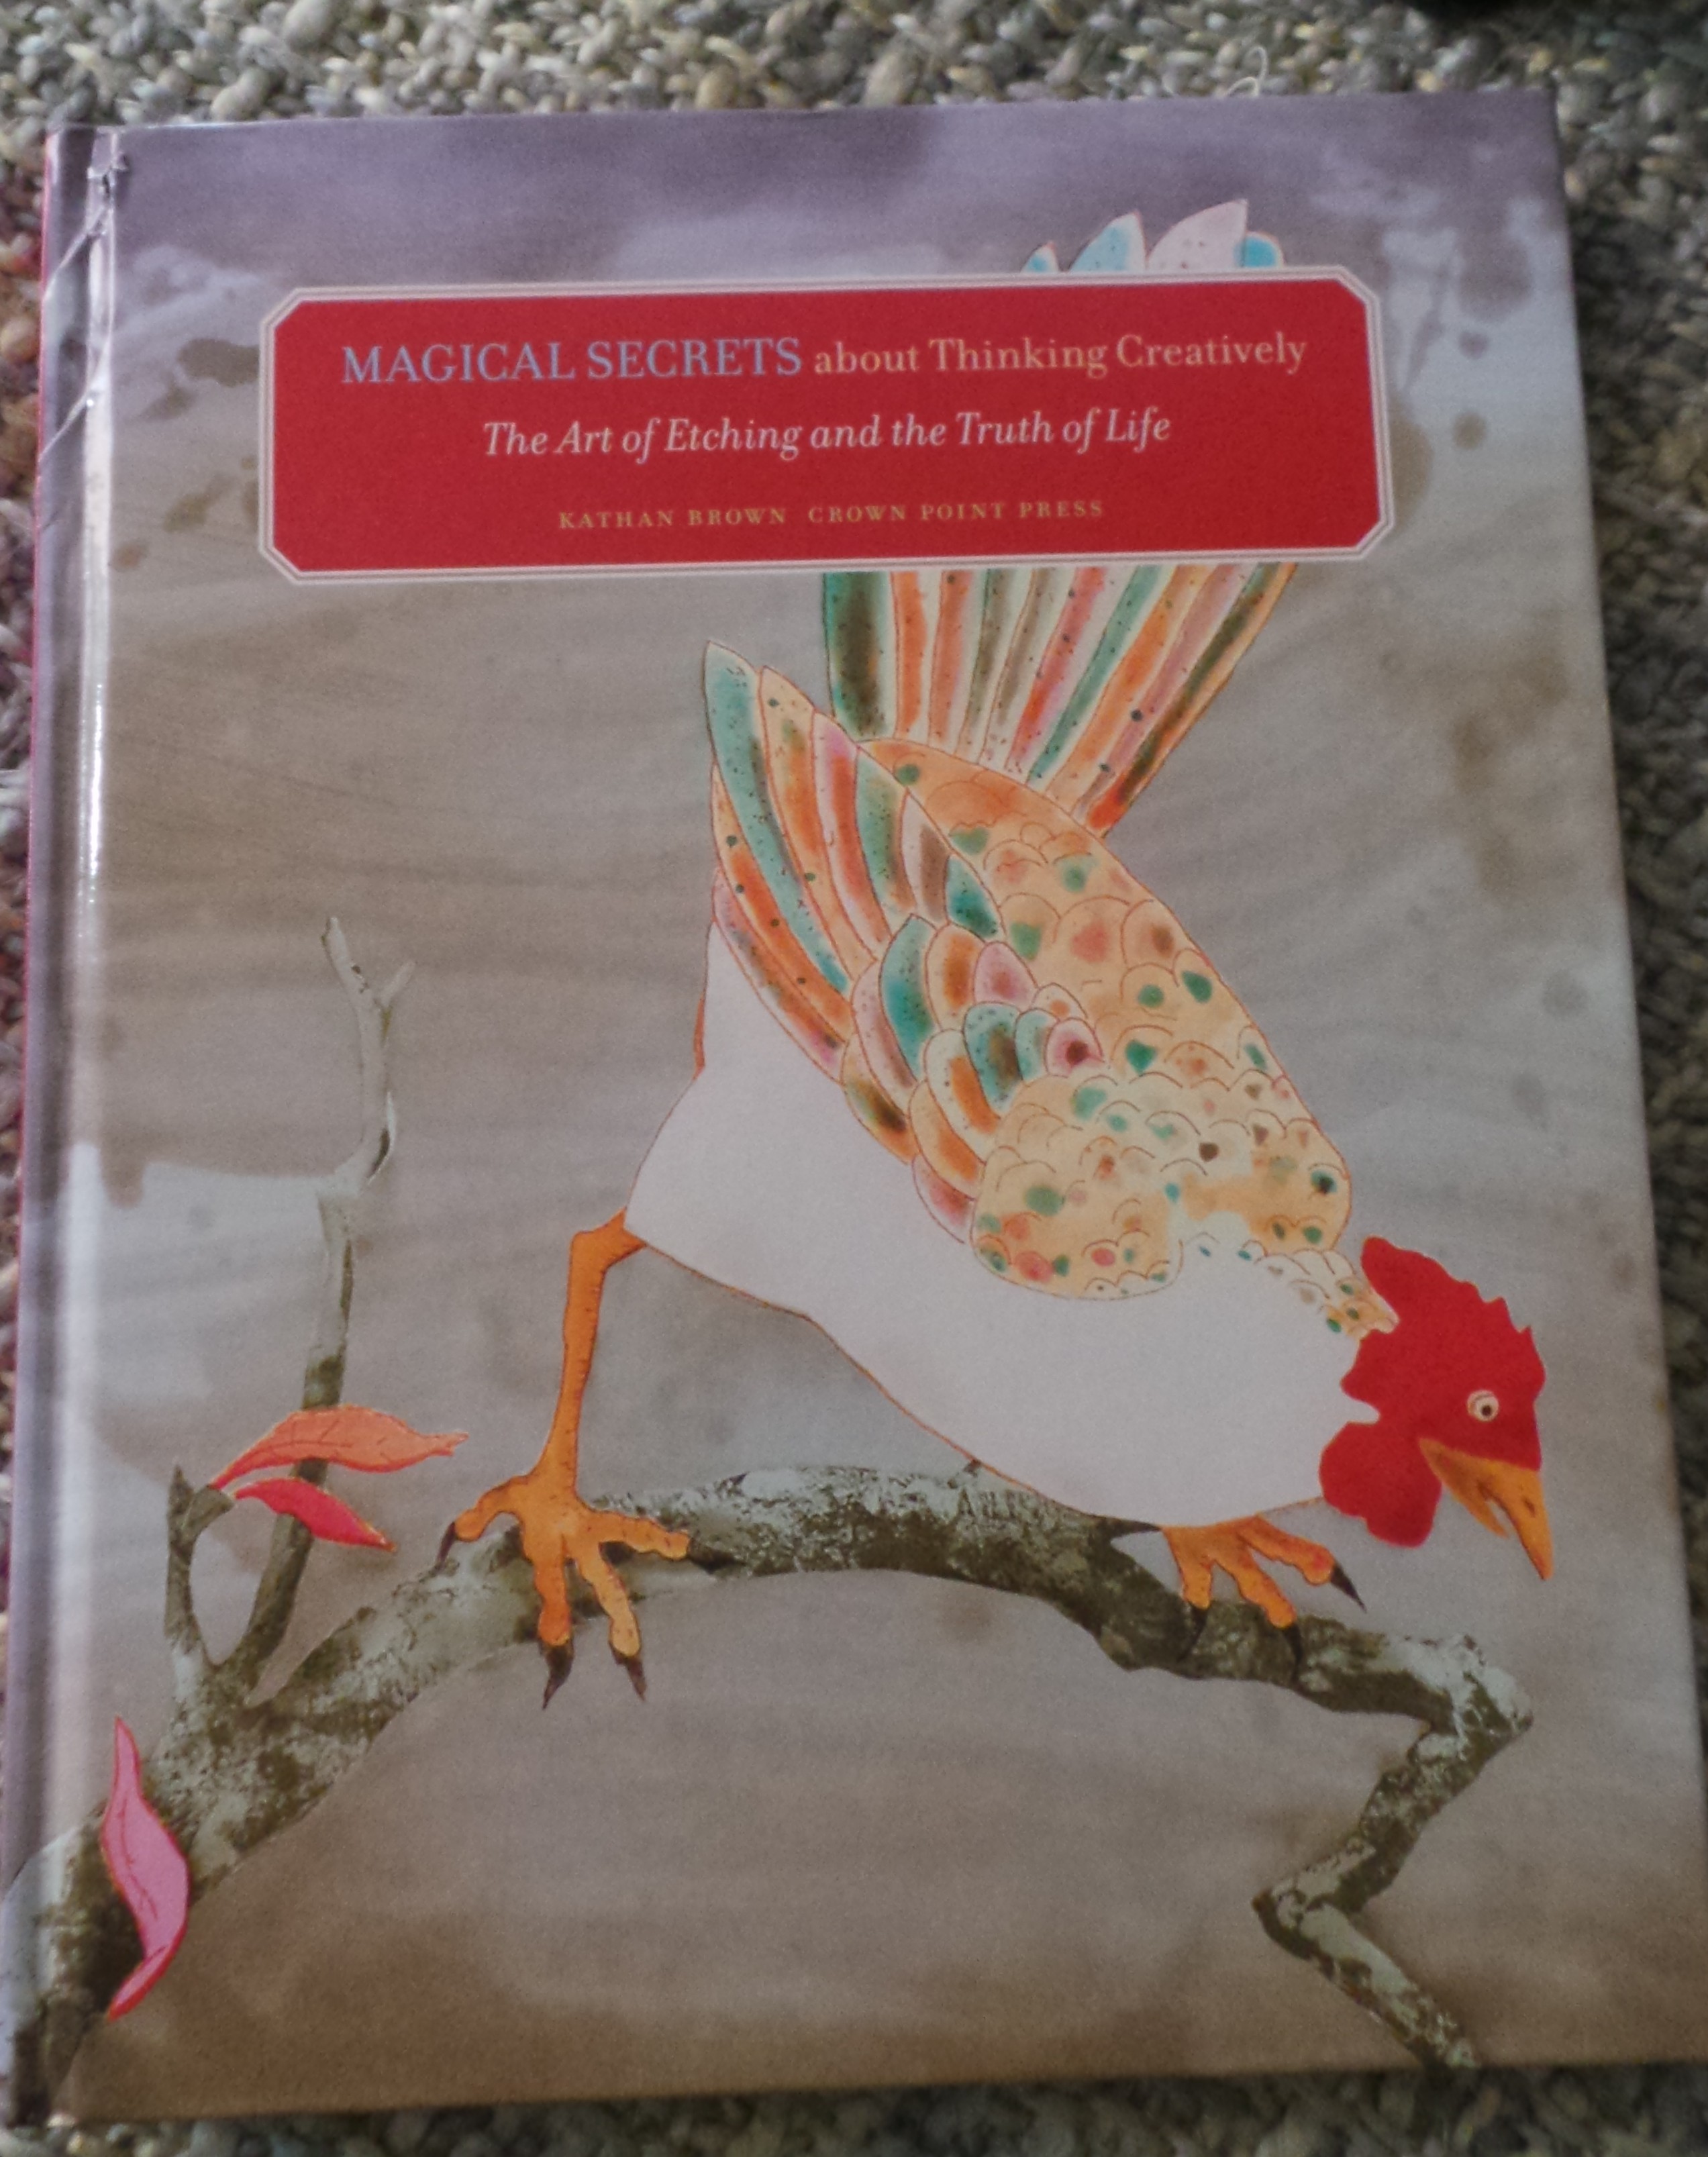 MAGICAL SECRETS about Thinking Creatively
The Art of Etching and the Truth of Life
KATHAN BROWN CROWN POINT PRESS